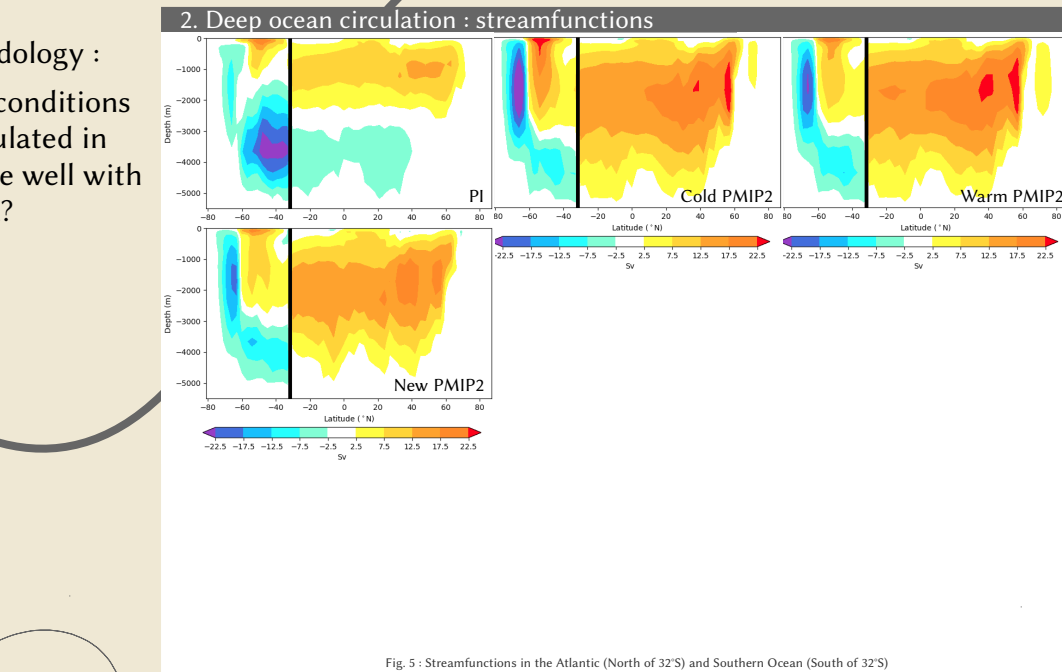 2. Deep ocean circulation : streamfunctions
dology :
conditions
ulated in
e well with
?
0
−1000
−2000
−3000
−4000
−5000
Depth (m)
−80 −60 −40 −20 0 20 40 60 80
PI
−80 −60 −40 −20 0 20 40 60 80
Latitude (°N)
Cold PMIP2
−22.5 −17.5 −12.5 −7.5 −2.5 2.5 7.5 12.5 17.5 22.5
Sv
−80 −60 −40 −20 0 20 40 60 80
Latitude (°N)
Warm PMIP2
−22.5 −17.5 −12.5 −7.5 −2.5 2.5 7.5 12.5 17.5 22.5
Sv
0
−1000
−2000
−3000
−4000
−5000
Depth (m)
New PMIP2
−80 −60 −40 −20 0 20 40 60 80
Latitude (°N)
−22.5 −17.5 −12.5 −7.5 −2.5 2.5 7.5 12.5 17.5 22.5
Sv
Fig. 5 : Streamfunctions in the Atlantic (North of 32°S) and Southern Ocean (South of 32°S)